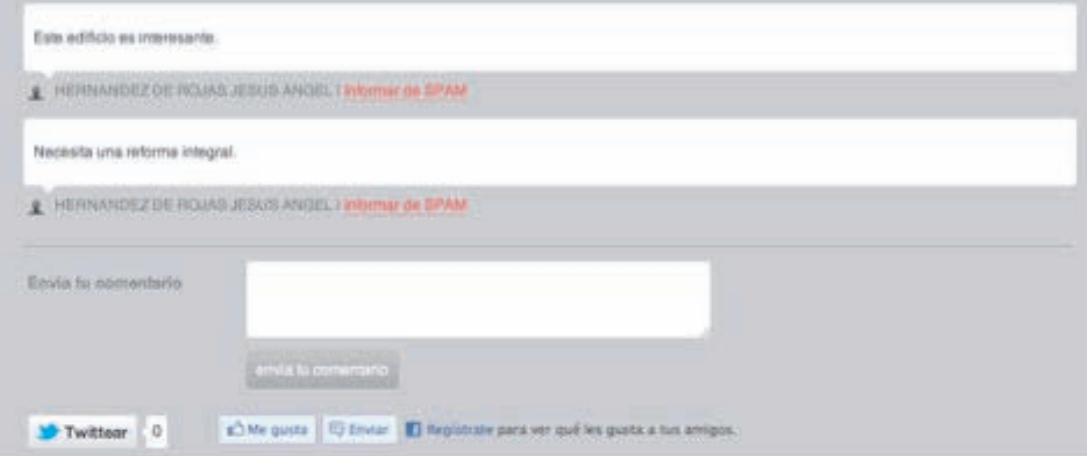 Este edificio es interesante.
HERNANDEZ DE ROJAS JESUS ANGEL | Informar de SPAM
Necesita una reforma integral.
HERNANDEZ DE ROJAS JESUS ANGEL | Informar de SPAM
Envía tu comentario
envía tu comentario
Twittear 0 Me gusta Enviar Regístrate para ver qué les gusta a tus amigos.